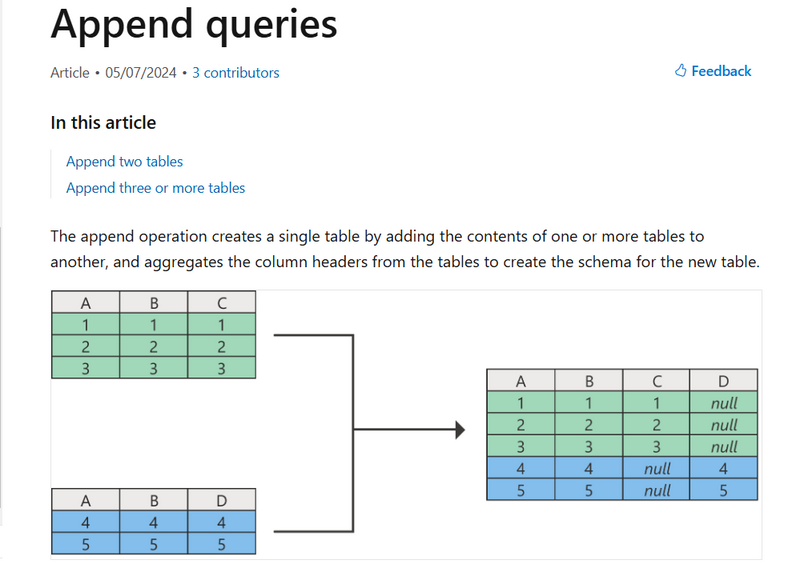 Append queries
Article • 05/07/2024 • 3 contributors
Feedback
In this article
Append two tables
Append three or more tables
The append operation creates a single table by adding the contents of one or more tables to
another, and aggregates the column headers from the tables to create the schema for the new table.
A B C
1 1 1
2 2 2
3 3 3
A B D
4 4 4
5 5 5
A B C D
1 1 1 null
2 2 2 null
3 3 3 null
4 4 null 4
5 5 null 5